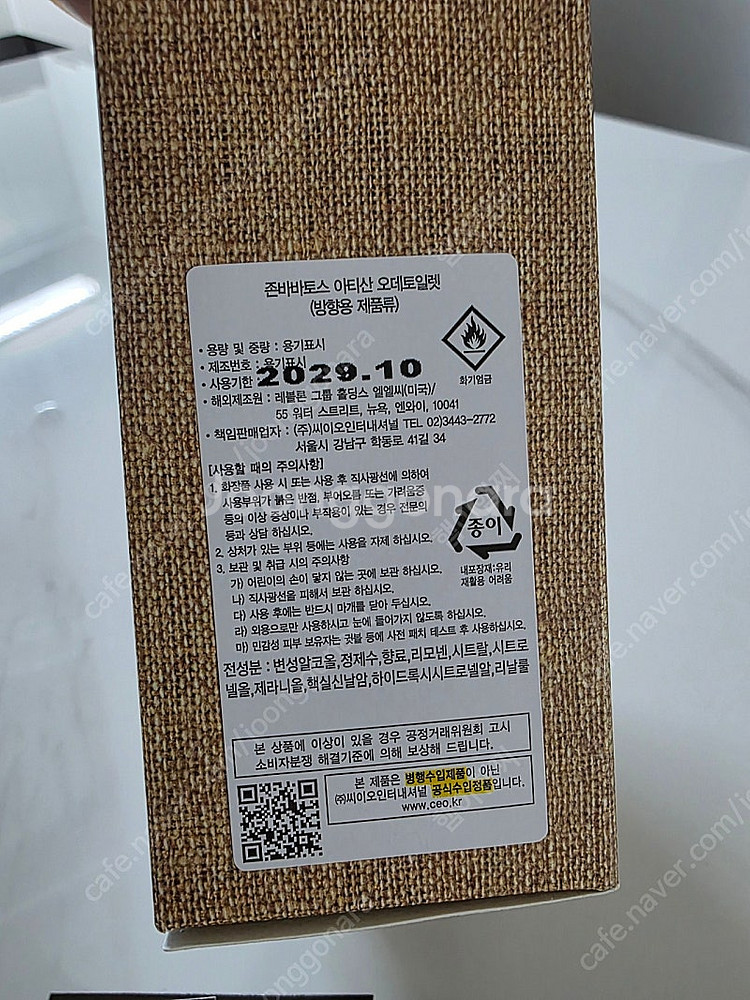 존바바토스 아티산 오데토일렛
(방향용 제품류)
• 용량 및 중량 : 용기표시
• 제조번호 : 용기표시
• 사용기한 2029.10
• 해외제조원 : 레블론 그룹 홀딩스 엘엘씨(미국)/
55 워터 스트리트, 뉴욕, 엔와이, 10041
• 책임판매업자 : (주)씨이오인터내셔널 TEL 02)3443-2772
서울시 강남구 학동로 41길 34
화기엄금
[사용할 때의 주의사항]
1. 화장품 사용 시 또는 사용 후 직사광선에 의하여
사용부위가 붉은 반점, 부어오름 또는 가려움증
등의 이상 증상이나 부작용이 있는 경우 전문의
등과 상담 하십시오.
2. 상처가 있는 부위 등에는 사용을 자제 하십시오.
3. 보관 및 취급 시의 주의사항
가) 어린이의 손이 닿지 않는 곳에 보관 하십시오.
나) 직사광선을 피해서 보관 하십시오.
다) 사용 후에는 반드시 마개를 닫아 두십시오.
라) 외용으로만 사용하시고 눈에 들어가지 않도록 하십시오.
마) 민감성 피부 보유자는 귓볼 등에 사전 패치 테스트 후 사용하십시오.
종이
내포장재:유리
재활용 어려움
전성분 : 변성알코올,정제수,향료,리모넨,시트랄,시트로
넬올,제라니올,헥실신남알,하이드록시시트로넬알,리날룰
본 상품에 이상이 있을 경우 공정거래위원회 고시
소비자분쟁 해결기준에 의해 보상해 드립니다.
본 제품은 병행수입제품이 아닌
(주)씨이오인터내셔널 공식수입정품입니다.
www.ceo.kr
joonggonara
cafe.naver.com/joonggonara